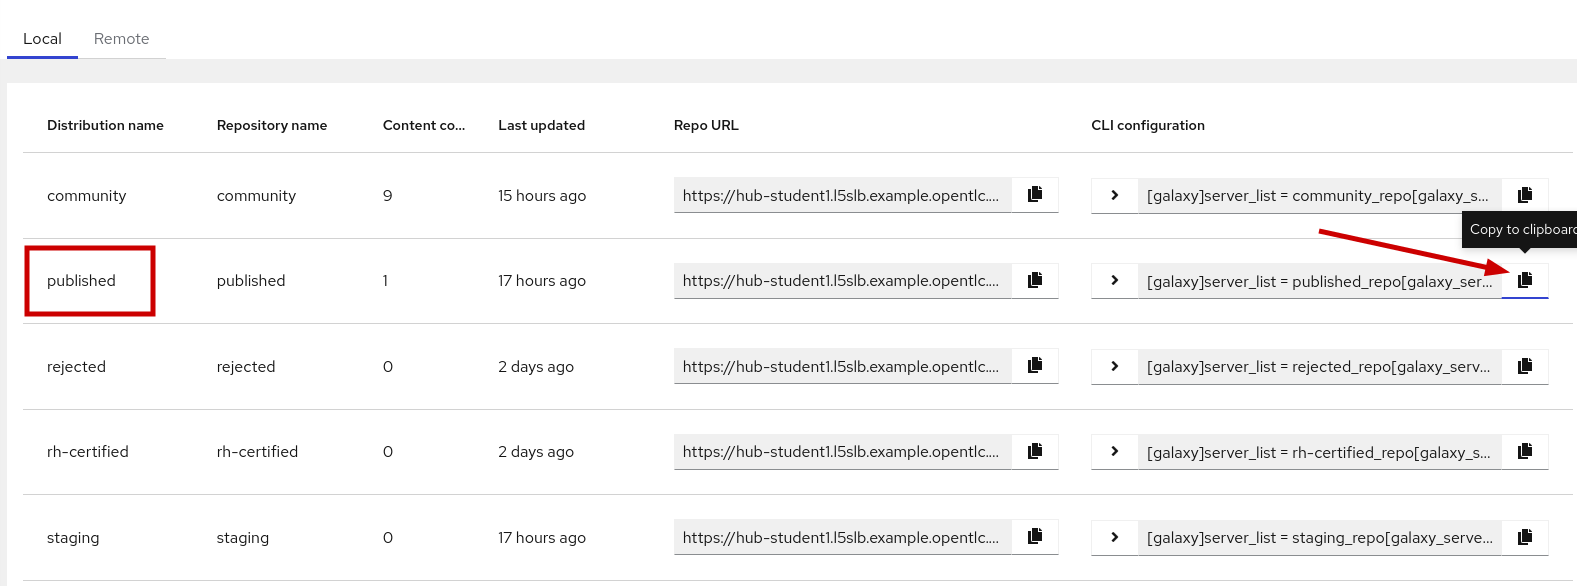 Local Remote
Distribution name Repository name Content co... Last updated Repo URL CLI configuration
community community 9 15 hours ago https://hub-student1.l5slb.example.opentlc.... [galaxy]server_list = community_repo[galaxy_s...
Copy to clipboard
published published 1 17 hours ago https://hub-student1.l5slb.example.opentlc.... [galaxy]server_list = published_repo[galaxy_ser...
rejected rejected 0 2 days ago https://hub-student1.l5slb.example.opentlc.... [galaxy]server_list = rejected_repo[galaxy_serv...
rh-certified rh-certified 0 2 days ago https://hub-student1.l5slb.example.opentlc.... [galaxy]server_list = rh-certified_repo[galaxy_s...
staging staging 0 17 hours ago https://hub-student1.l5slb.example.opentlc.... [galaxy]server_list = staging_repo[galaxy_serve...